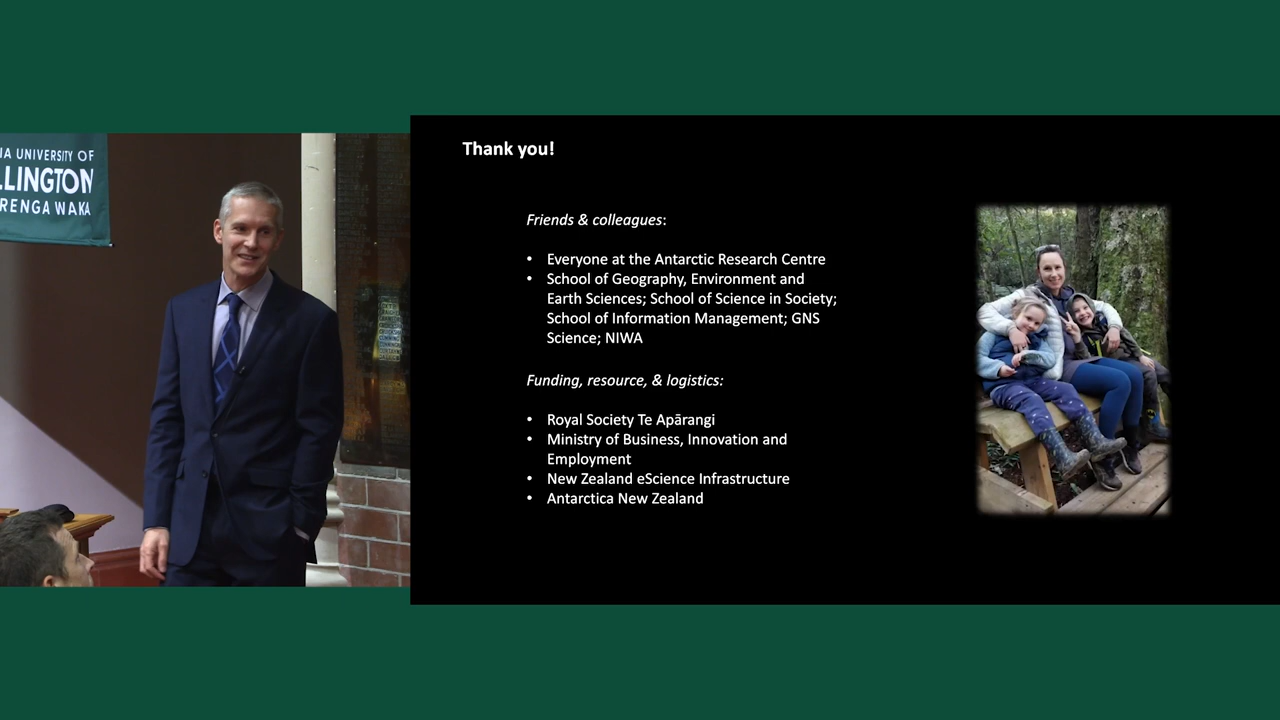 IA UNIVERSITY OF
LLINGTON
RENGA WAKA
Thank you!
Friends & colleagues:
• Everyone at the Antarctic Research Centre
• School of Geography, Environment and
Earth Sciences; School of Science in Society;
School of Information Management; GNS
Science; NIWA
Funding, resource, & logistics:
• Royal Society Te Apārangi
• Ministry of Business, Innovation and
Employment
• New Zealand eScience Infrastructure
• Antarctica New Zealand